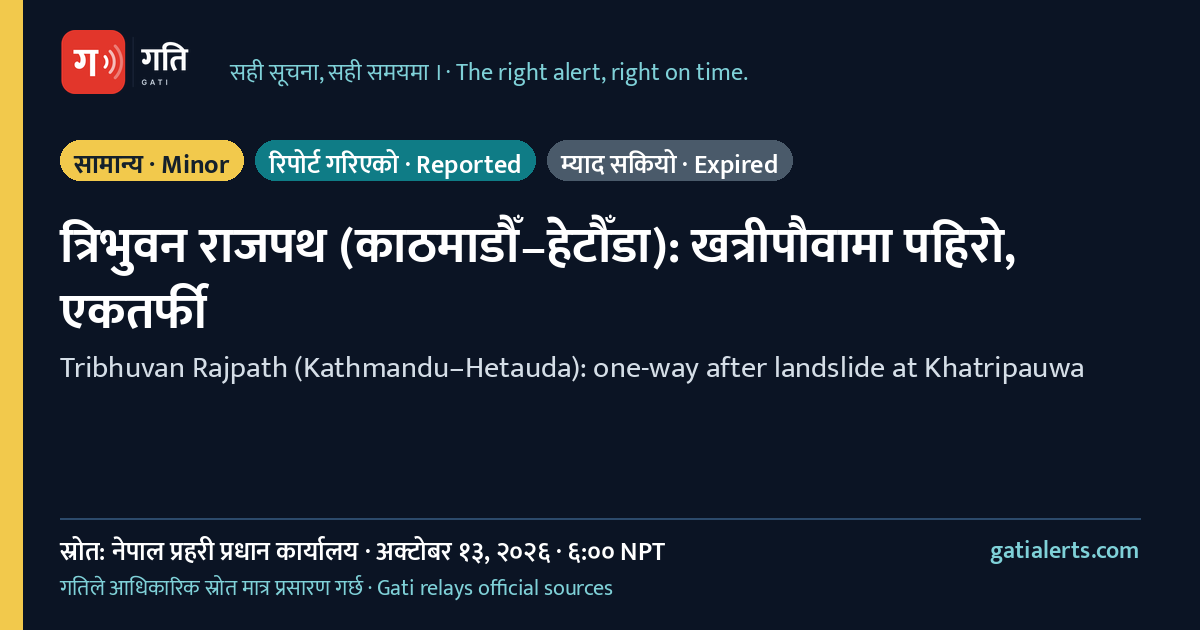 ग गति
GATI
सही सूचना, सही समयमा । · The right alert, right on time.
सामान्य · Minor
रिपोर्ट गरिएको · Reported
म्याद सकियो · Expired
त्रिभुवन राजपथ (काठमाडौँ–हेटौँडा): खत्रीपौवामा पहिरो,
एकतर्फी
Tribhuvan Rajpath (Kathmandu–Hetauda): one-way after landslide at Khatripauwa
स्रोत: नेपाल प्रहरी प्रधान कार्यालय · अक्टोबर १३, २०२६ · ६:०० NPT
gatialerts.com
गतिले आधिकारिक स्रोत मात्र प्रसारण गर्छ · Gati relays official sources